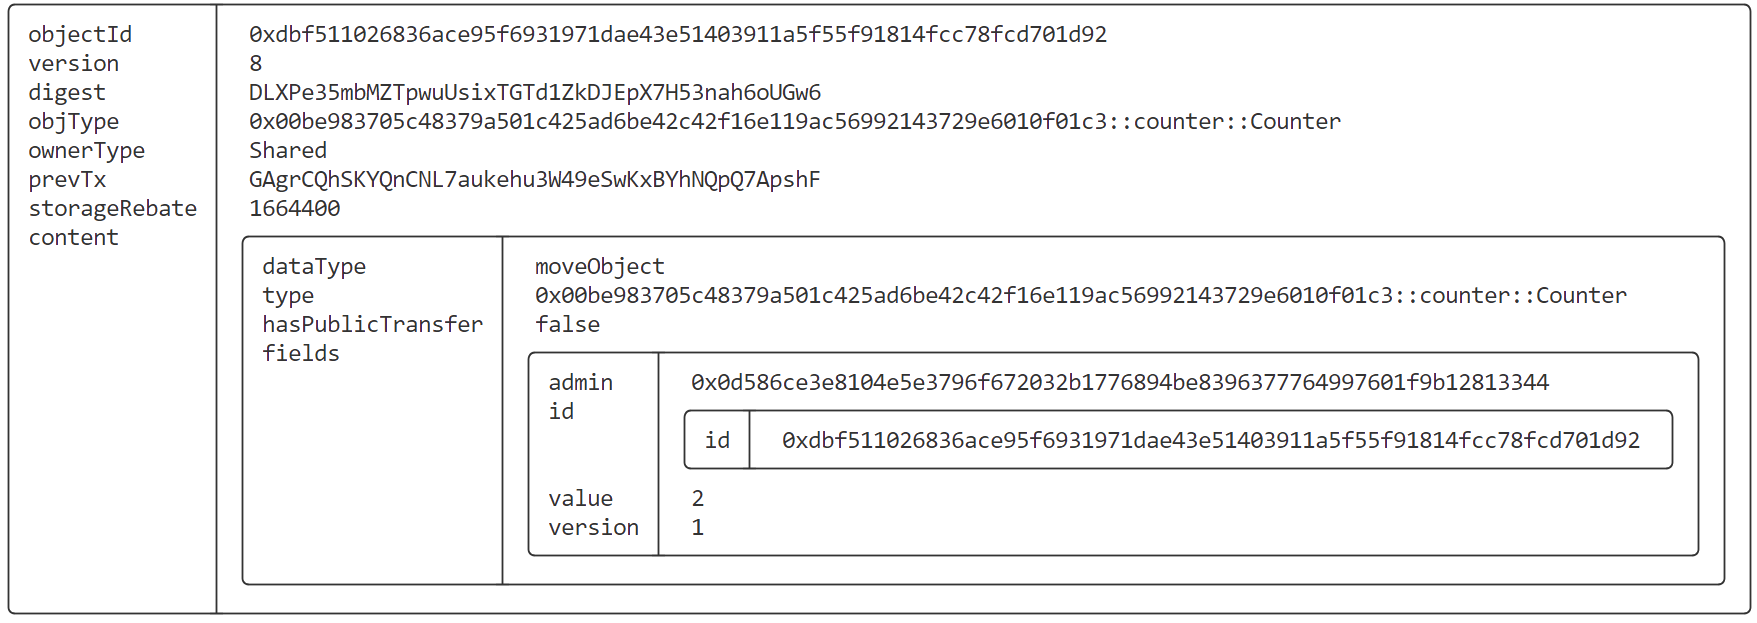 objectId 0xdbf511026836ace95f6931971dae43e51403911a5f55f91814fcc78fcd701d92
version 8
digest DLXPe35mbMZTpwuUsixTGTd1ZkDJEpX7H53nah6oUGw6
objType 0x00be983705c48379a501c425ad6be42c42f16e119ac56992143729e6010f01c3::counter::Counter
ownerType Shared
prevTx GAgrCQhSKYQnCNL7aukehu3W49eSwKxBYhNQpQ7ApshF
storageRebate 1664400
content
dataType moveObject
type 0x00be983705c48379a501c425ad6be42c42f16e119ac56992143729e6010f01c3::counter::Counter
hasPublicTransfer false
fields
admin 0x0d586ce3e8104e5e3796f672032b1776894be8396377764997601f9b12813344
id
id 0xdbf511026836ace95f6931971dae43e51403911a5f55f91814fcc78fcd701d92
value 2
version 1